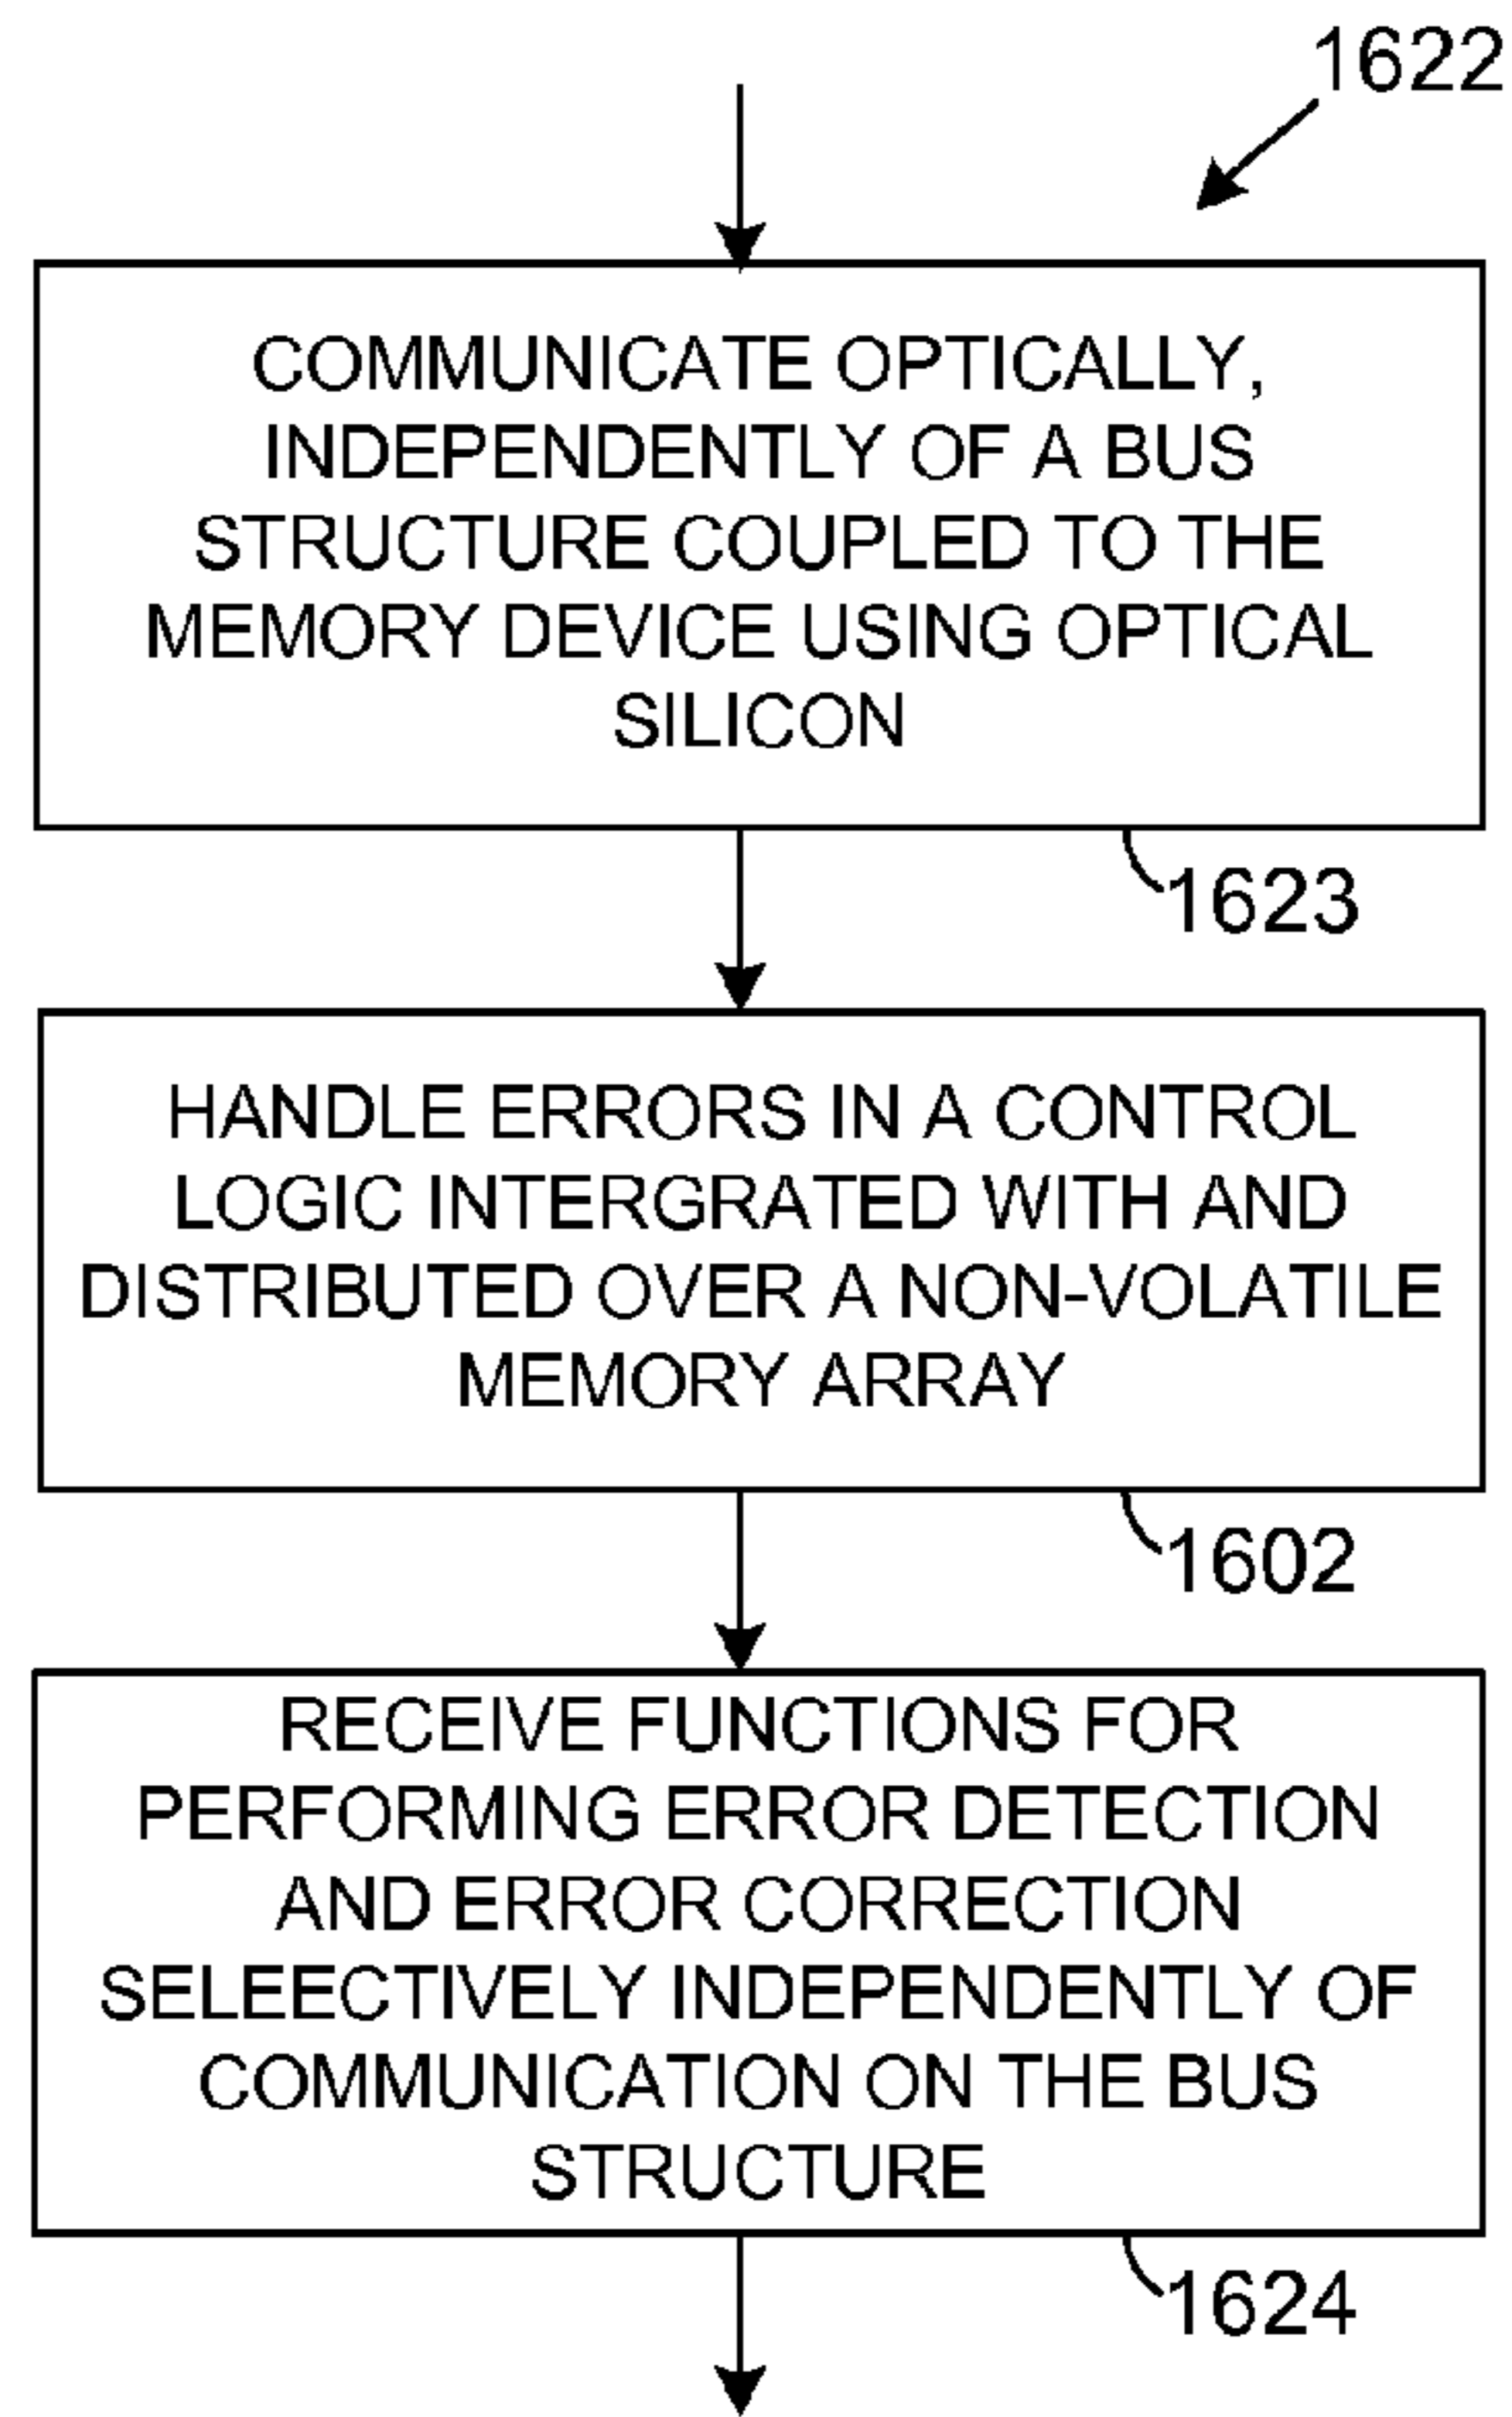 1622
COMMUNICATE OPTICALLY,
INDEPENDENTLY OF A BUS
STRUCTURE COUPLED TO THE
MEMORY DEVICE USING OPTICAL
SILICON
1623
HANDLE ERRORS IN A CONTROL
LOGIC INTERGRATED WITH AND
DISTRIBUTED OVER A NON-VOLATILE
MEMORY ARRAY
1602
RECEIVE FUNCTIONS FOR
PERFORMING ERROR DETECTION
AND ERROR CORRECTION
SELEECTIVELY INDEPENDENTLY OF
COMMUNICATION ON THE BUS
STRUCTURE
1624